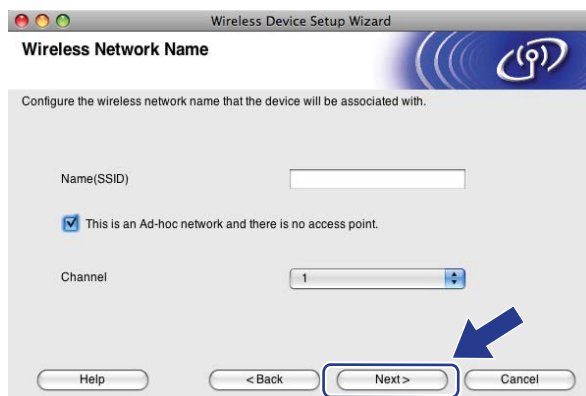 Wireless Device Setup Wizard
Wireless Network Name
Configure the wireless network name that the device will be associated with.
Name(SSID)
This is an Ad-hoc network and there is no access point.
Channel 1
Help < Back Next > Cancel